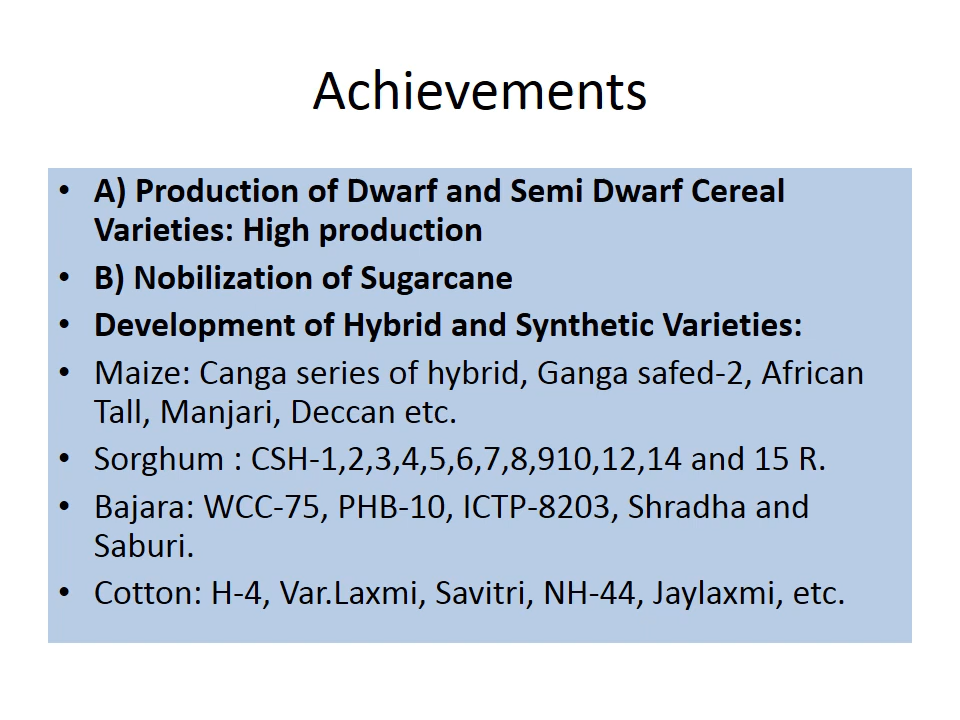 Achievements
• A) Production of Dwarf and Semi Dwarf Cereal
Varieties: High production
• B) Nobilization of Sugarcane
• Development of Hybrid and Synthetic Varieties:
• Maize: Canga series of hybrid, Ganga safed-2, African
Tall, Manjari, Deccan etc.
• Sorghum : CSH-1,2,3,4,5,6,7,8,910,12,14 and 15 R.
• Bajara: WCC-75, PHB-10, ICTP-8203, Shradha and
Saburi.
• Cotton: H-4, Var.Laxmi, Savitri, NH-44, Jaylaxmi, etc.